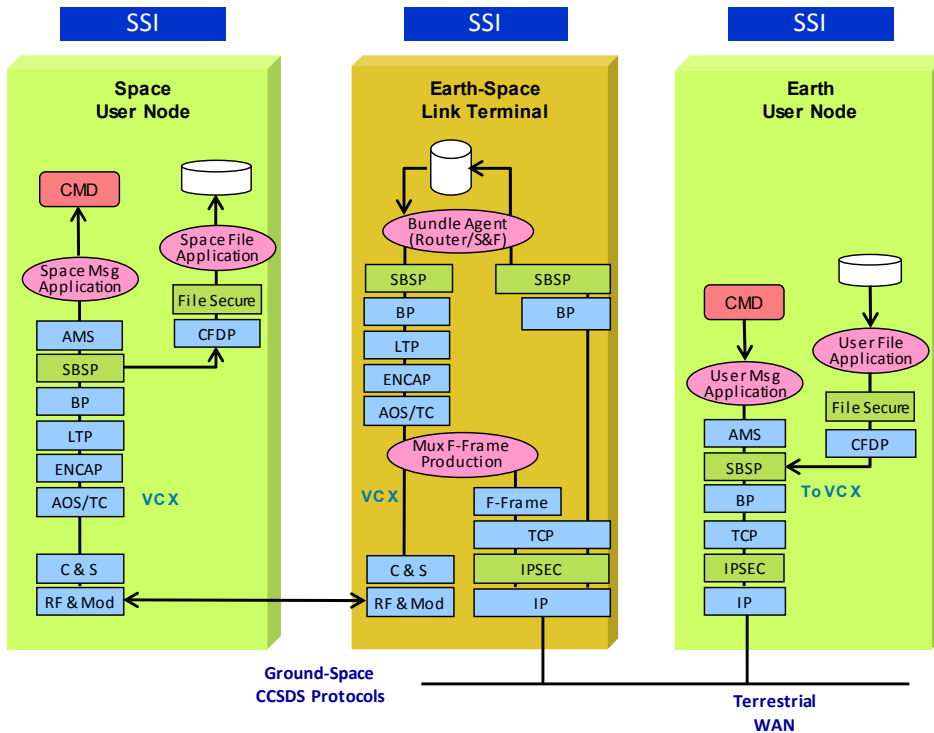 SSI
SSI
SSI
Space
User Node
CMD
Space File
Application
Space Msg
Application
File Secure
CFDP
AMS
SBSP
BP
LTP
ENCAP
AOS/TC
VCX
C & S
RF & Mod
Earth-Space
Link Terminal
Bundle Agent
(Router/S&F)
SBSP
BP
LTP
ENCAP
AOS/TC
SBSP
BP
Mux F-Frame
Production
VCX
F-Frame
TCP
IPSEC
IP
C & S
RF & Mod
Earth
User Node
CMD
User File
Application
User Msg
Application
File Secure
CFDP
AMS
SBSP
To VCX
BP
TCP
IPSEC
IP
Ground-Space
CCSDS Protocols
Terrestrial
WAN